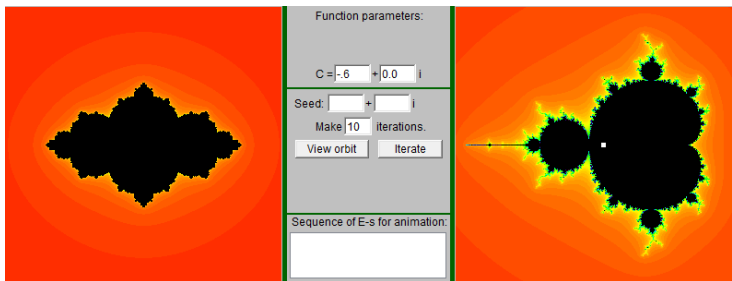 Function parameters:
C = -.6 + 0.0 i
Seed: + i
Make 10 iterations.
View orbit Iterate
Sequence of E-s for animation: